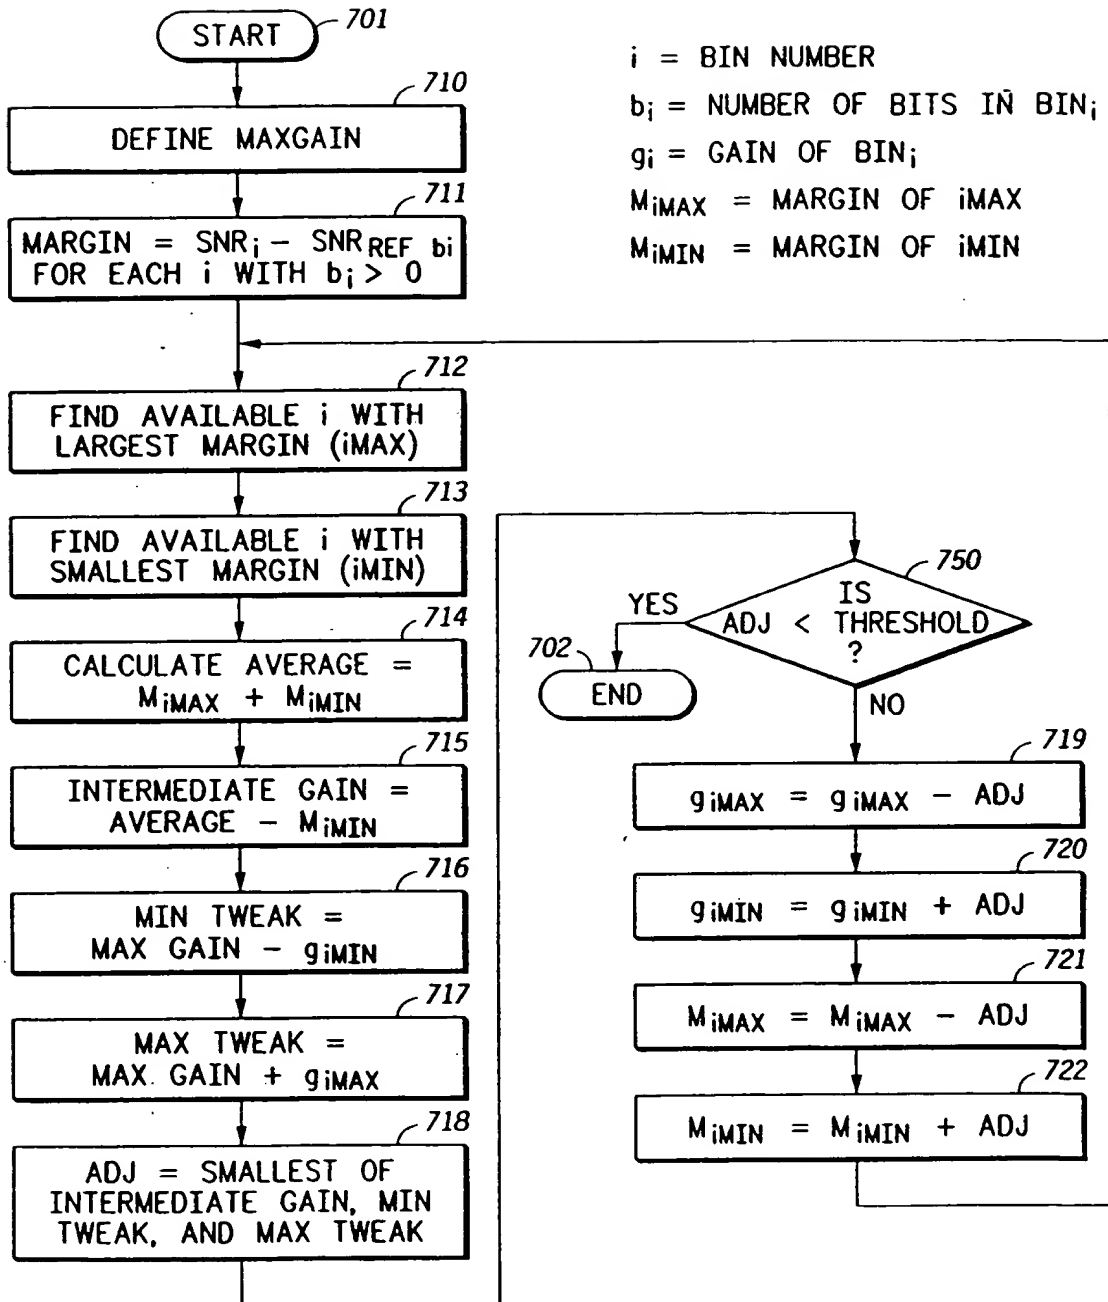 START
701
710
DEFINE MAXGAIN
711
MARGIN = SNRi – SNRREF bi
FOR EACH i WITH bi > 0
712
FIND AVAILABLE i WITH
LARGEST MARGIN (iMAX)
713
FIND AVAILABLE i WITH
SMALLEST MARGIN (iMIN)
714
CALCULATE AVERAGE =
MiMAX + MiMIN
715
INTERMEDIATE GAIN =
AVERAGE – MiMIN
716
MIN TWEAK =
MAX GAIN – giMIN
717
MAX TWEAK =
MAX GAIN + giMAX
718
ADJ = SMALLEST OF
INTERMEDIATE GAIN, MIN
TWEAK, AND MAX TWEAK
i = BIN NUMBER
bi = NUMBER OF BITS IN BINi
gi = GAIN OF BINi
MiMAX = MARGIN OF iMAX
MiMIN = MARGIN OF iMIN
750
IS
ADJ < THRESHOLD
?
YES
702
END
NO
719
giMAX = giMAX – ADJ
720
giMIN = giMIN + ADJ
721
MiMAX = MiMAX – ADJ
722
MiMIN = MiMIN + ADJ